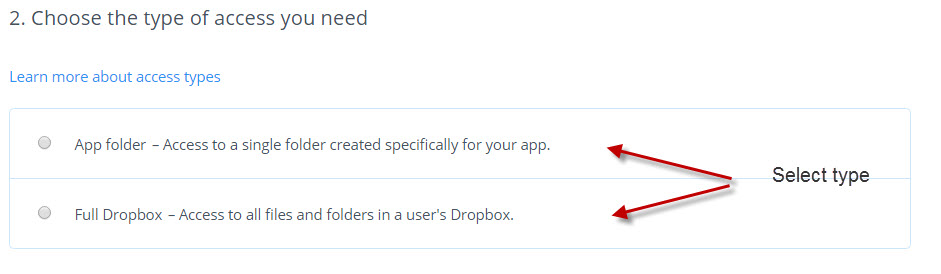 2. Choose the type of access you need
Learn more about access types
App folder – Access to a single folder created specifically for your app.
Select type
Full Dropbox – Access to all files and folders in a user's Dropbox.